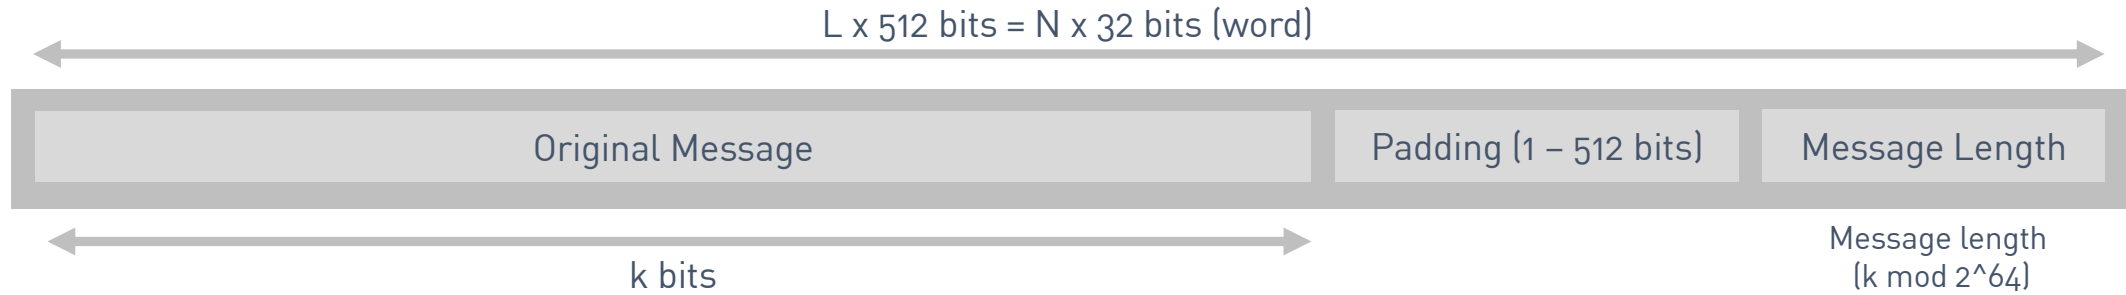 L x 512 bits = N x 32 bits (word)
Original Message
Padding (1 – 512 bits)
Message Length
k bits
Message length
(k mod 2^64)